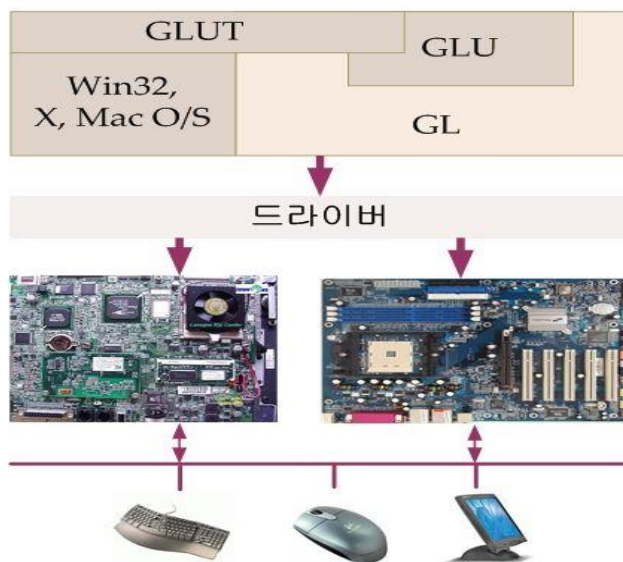 GLUT
GLU
Win32,
X, Mac O/S
GL
드라이버